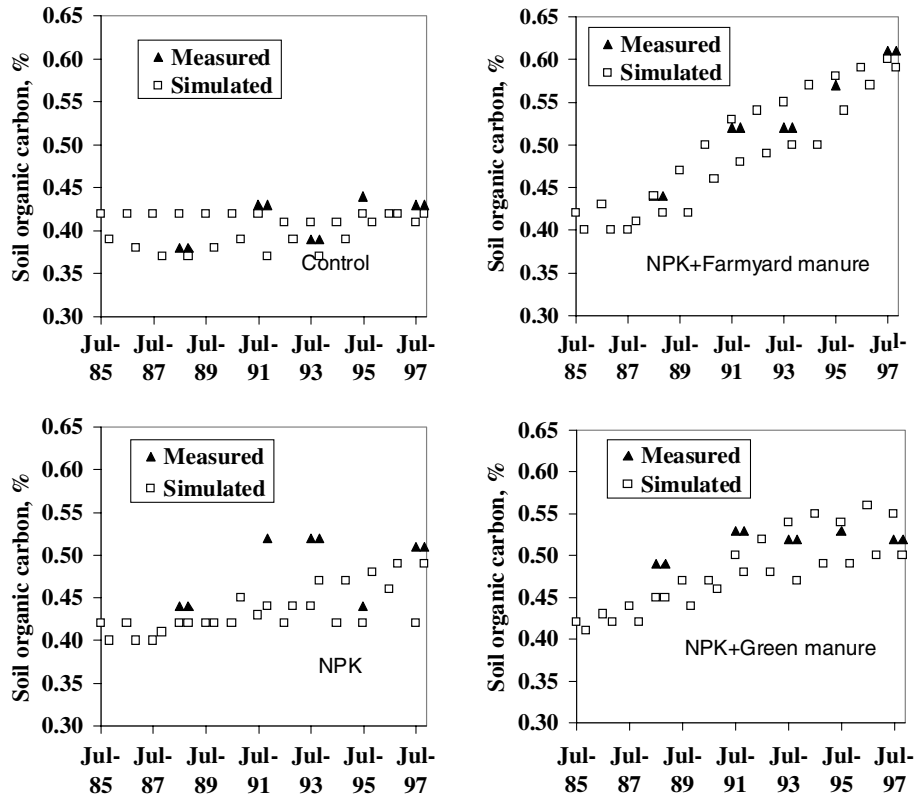 Soil organic carbon, %
0.65
0.60
0.55
0.50
0.45
0.40
0.35
0.30
Measured
Simulated
Control
Jul- Jul- Jul- Jul- Jul- Jul- Jul-
85 87 89 91 93 95 97
Soil organic carbon, %
0.65
0.60
0.55
0.50
0.45
0.40
0.35
0.30
Measured
Simulated
NPK+Farmyard manure
Jul- Jul- Jul- Jul- Jul- Jul- Jul-
85 87 89 91 93 95 97
Soil organic carbon, %
0.65
0.60
0.55
0.50
0.45
0.40
0.35
0.30
Measured
Simulated
NPK
Jul- Jul- Jul- Jul- Jul- Jul- Jul-
85 87 89 91 93 95 97
Soil organic carbon, %
0.65
0.60
0.55
0.50
0.45
0.40
0.35
0.30
Measured
Simulated
NPK+Green manure
Jul- Jul- Jul- Jul- Jul- Jul- Jul-
85 87 89 91 93 95 97